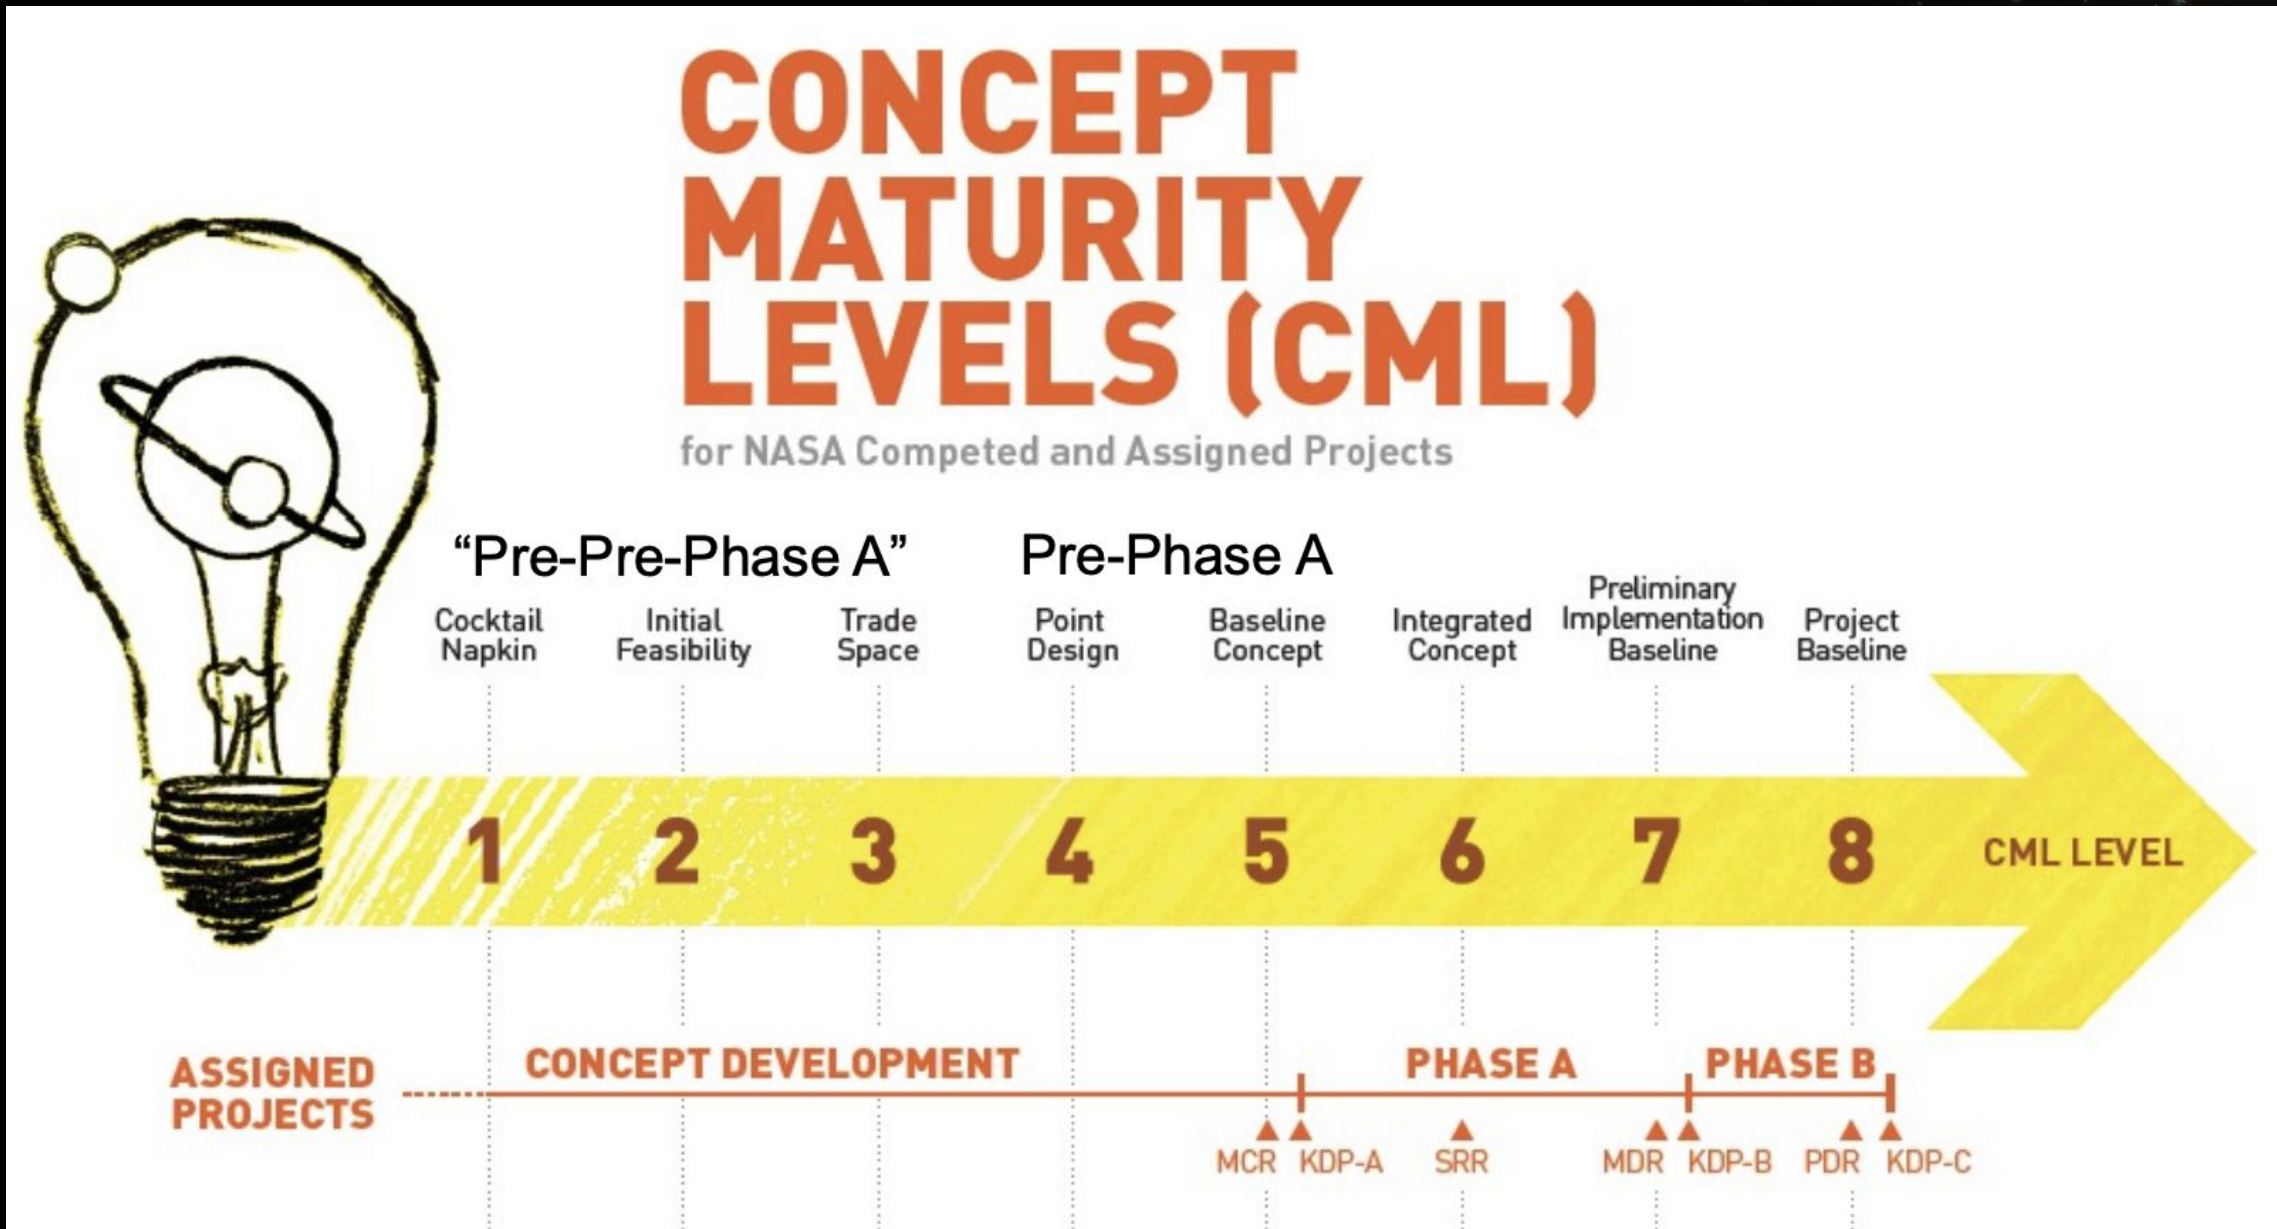 CONCEPT
MATURITY
LEVELS (CML)
for NASA Competed and Assigned Projects
“Pre-Pre-Phase A”
Pre-Phase A
Cocktail
Napkin
Initial
Feasibility
Trade
Space
Point
Design
Baseline
Concept
Integrated
Concept
Preliminary
Implementation
Baseline
Project
Baseline
1 2 3 4 5 6 7 8 CML LEVEL
ASSIGNED
PROJECTS
CONCEPT DEVELOPMENT
PHASE A
PHASE B
MCR KDP-A SRR MDR KDP-B PDR KDP-C